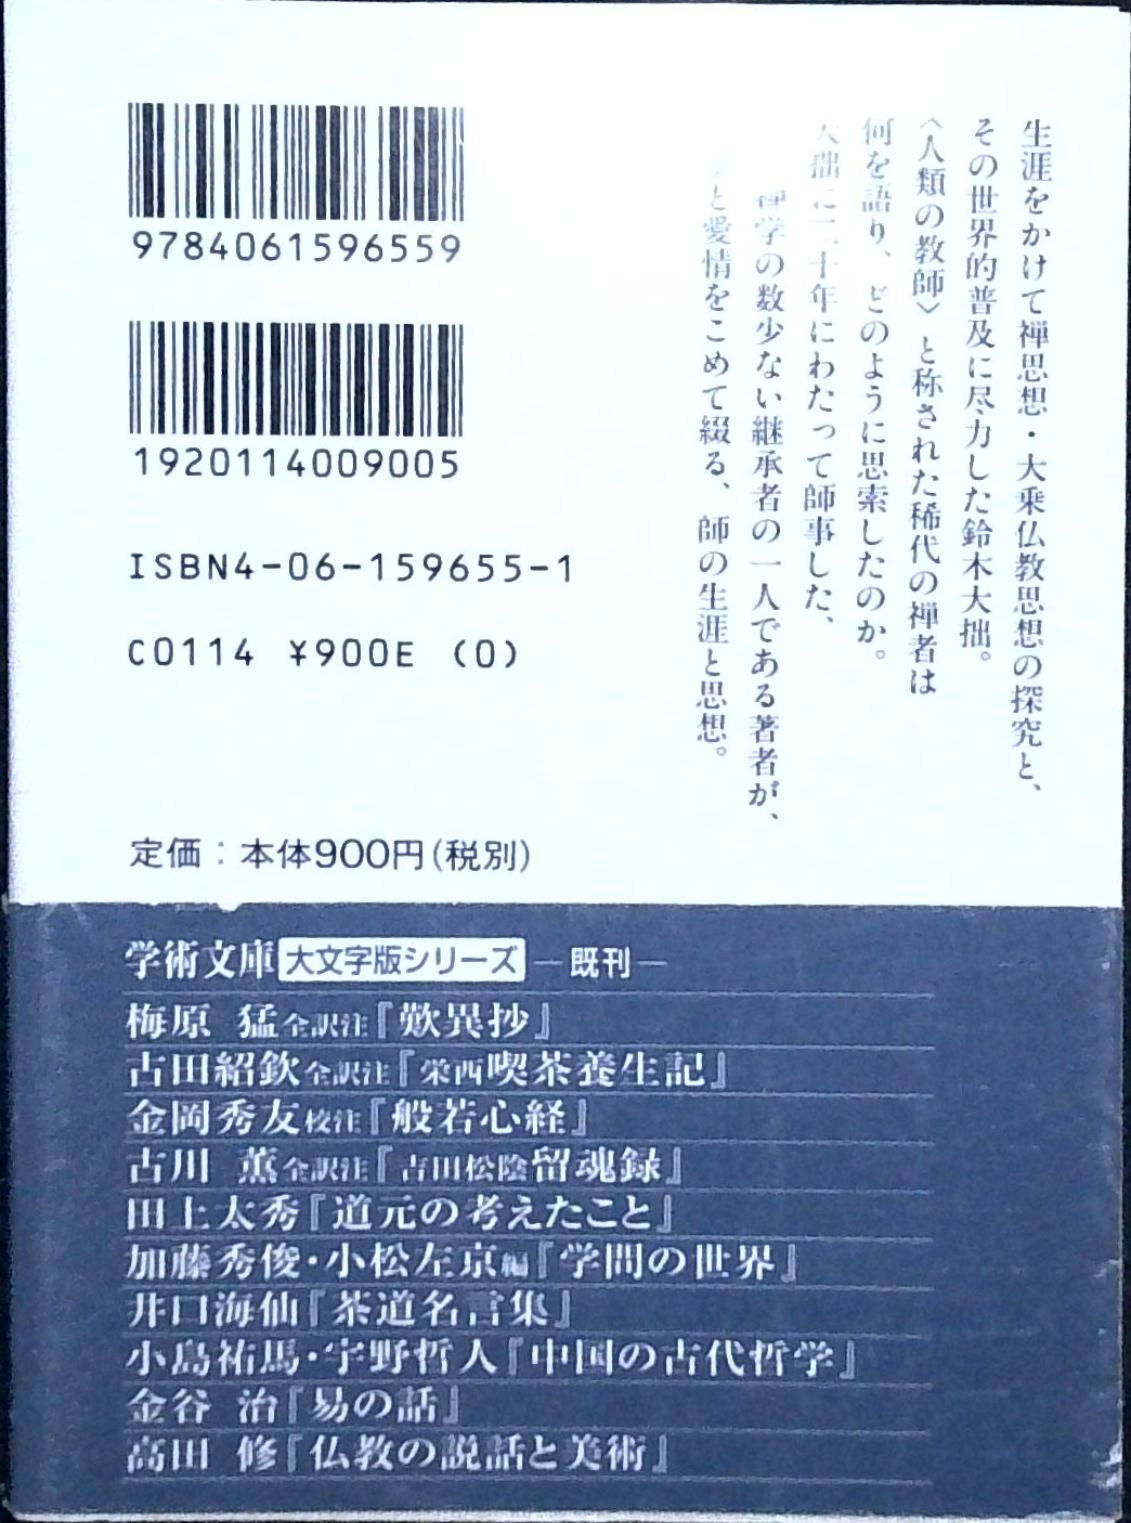 生涯をかけて禅思想・大乗仏教思想の探究と、
その世界的普及に尽力した鈴木大拙。
〈人類の教師〉と称された稀代の禅者は
何を語り、どのように思索したのか。
大拙に二十年にわたって師事した、
禅学の数少ない継承者の一人である著者が、
と愛情をこめて綴る、師の生涯と思想。
9784061596559
1920114009005
ISBN4-06-159655-1
C0114 ¥900E (0)
定価：本体900円(税別)
学術文庫 大文字版シリーズ ―既刊―
梅原 猛全訳注『歎異抄』
古田紹欽全訳注『栄西喫茶養生記』
金岡秀友校注『般若心経』
古川 薫全訳注『吉田松陰留魂録』
田上太秀『道元の考えたこと』
加藤秀俊・小松左京編『学問の世界』
井口海仙『茶道名言集』
小島祐馬・宇野哲人『中国の古代哲学』
金谷 治『易の話』
高田 修『仏教の説話と美術』